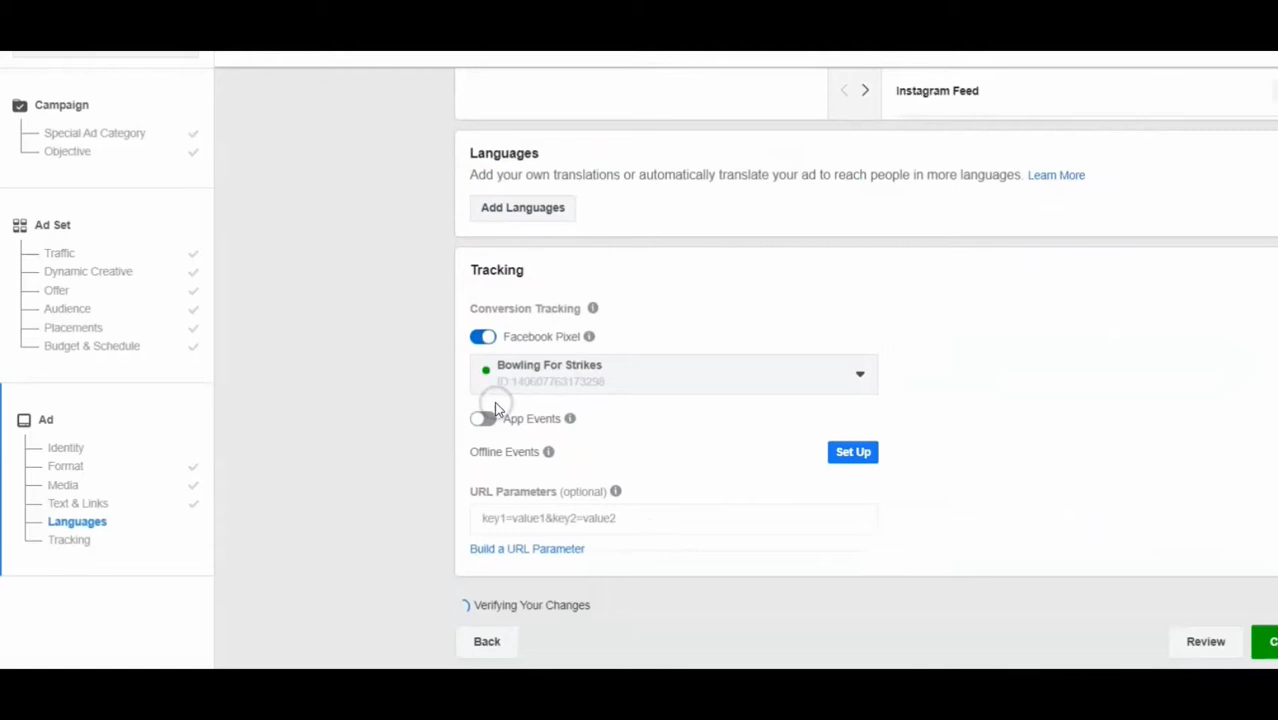 Campaign
Special Ad Category
Objective
Ad Set
Traffic
Dynamic Creative
Offer
Audience
Placements
Budget & Schedule
Ad
Identity
Format
Media
Text & Links
Languages
Tracking
Instagram Feed
Languages
Add your own translations or automatically translate your ad to reach people in more languages. Learn More
Add Languages
Tracking
Conversion Tracking
Facebook Pixel
Bowling For Strikes
ID:140607763173298
App Events
Offline Events
Set Up
URL Parameters (optional)
key1=value1&key2=value2
Build a URL Parameter
Verifying Your Changes
Back
Review